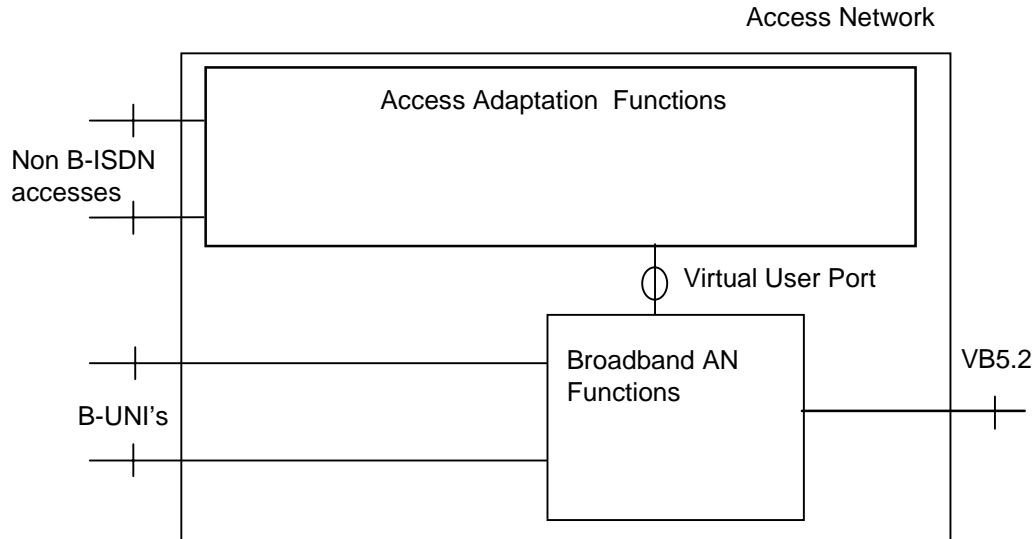 Access Network
Access Adaptation Functions
Non B-ISDN
accesses
Virtual User Port
Broadband AN
Functions
VB5.2
B-UNI's